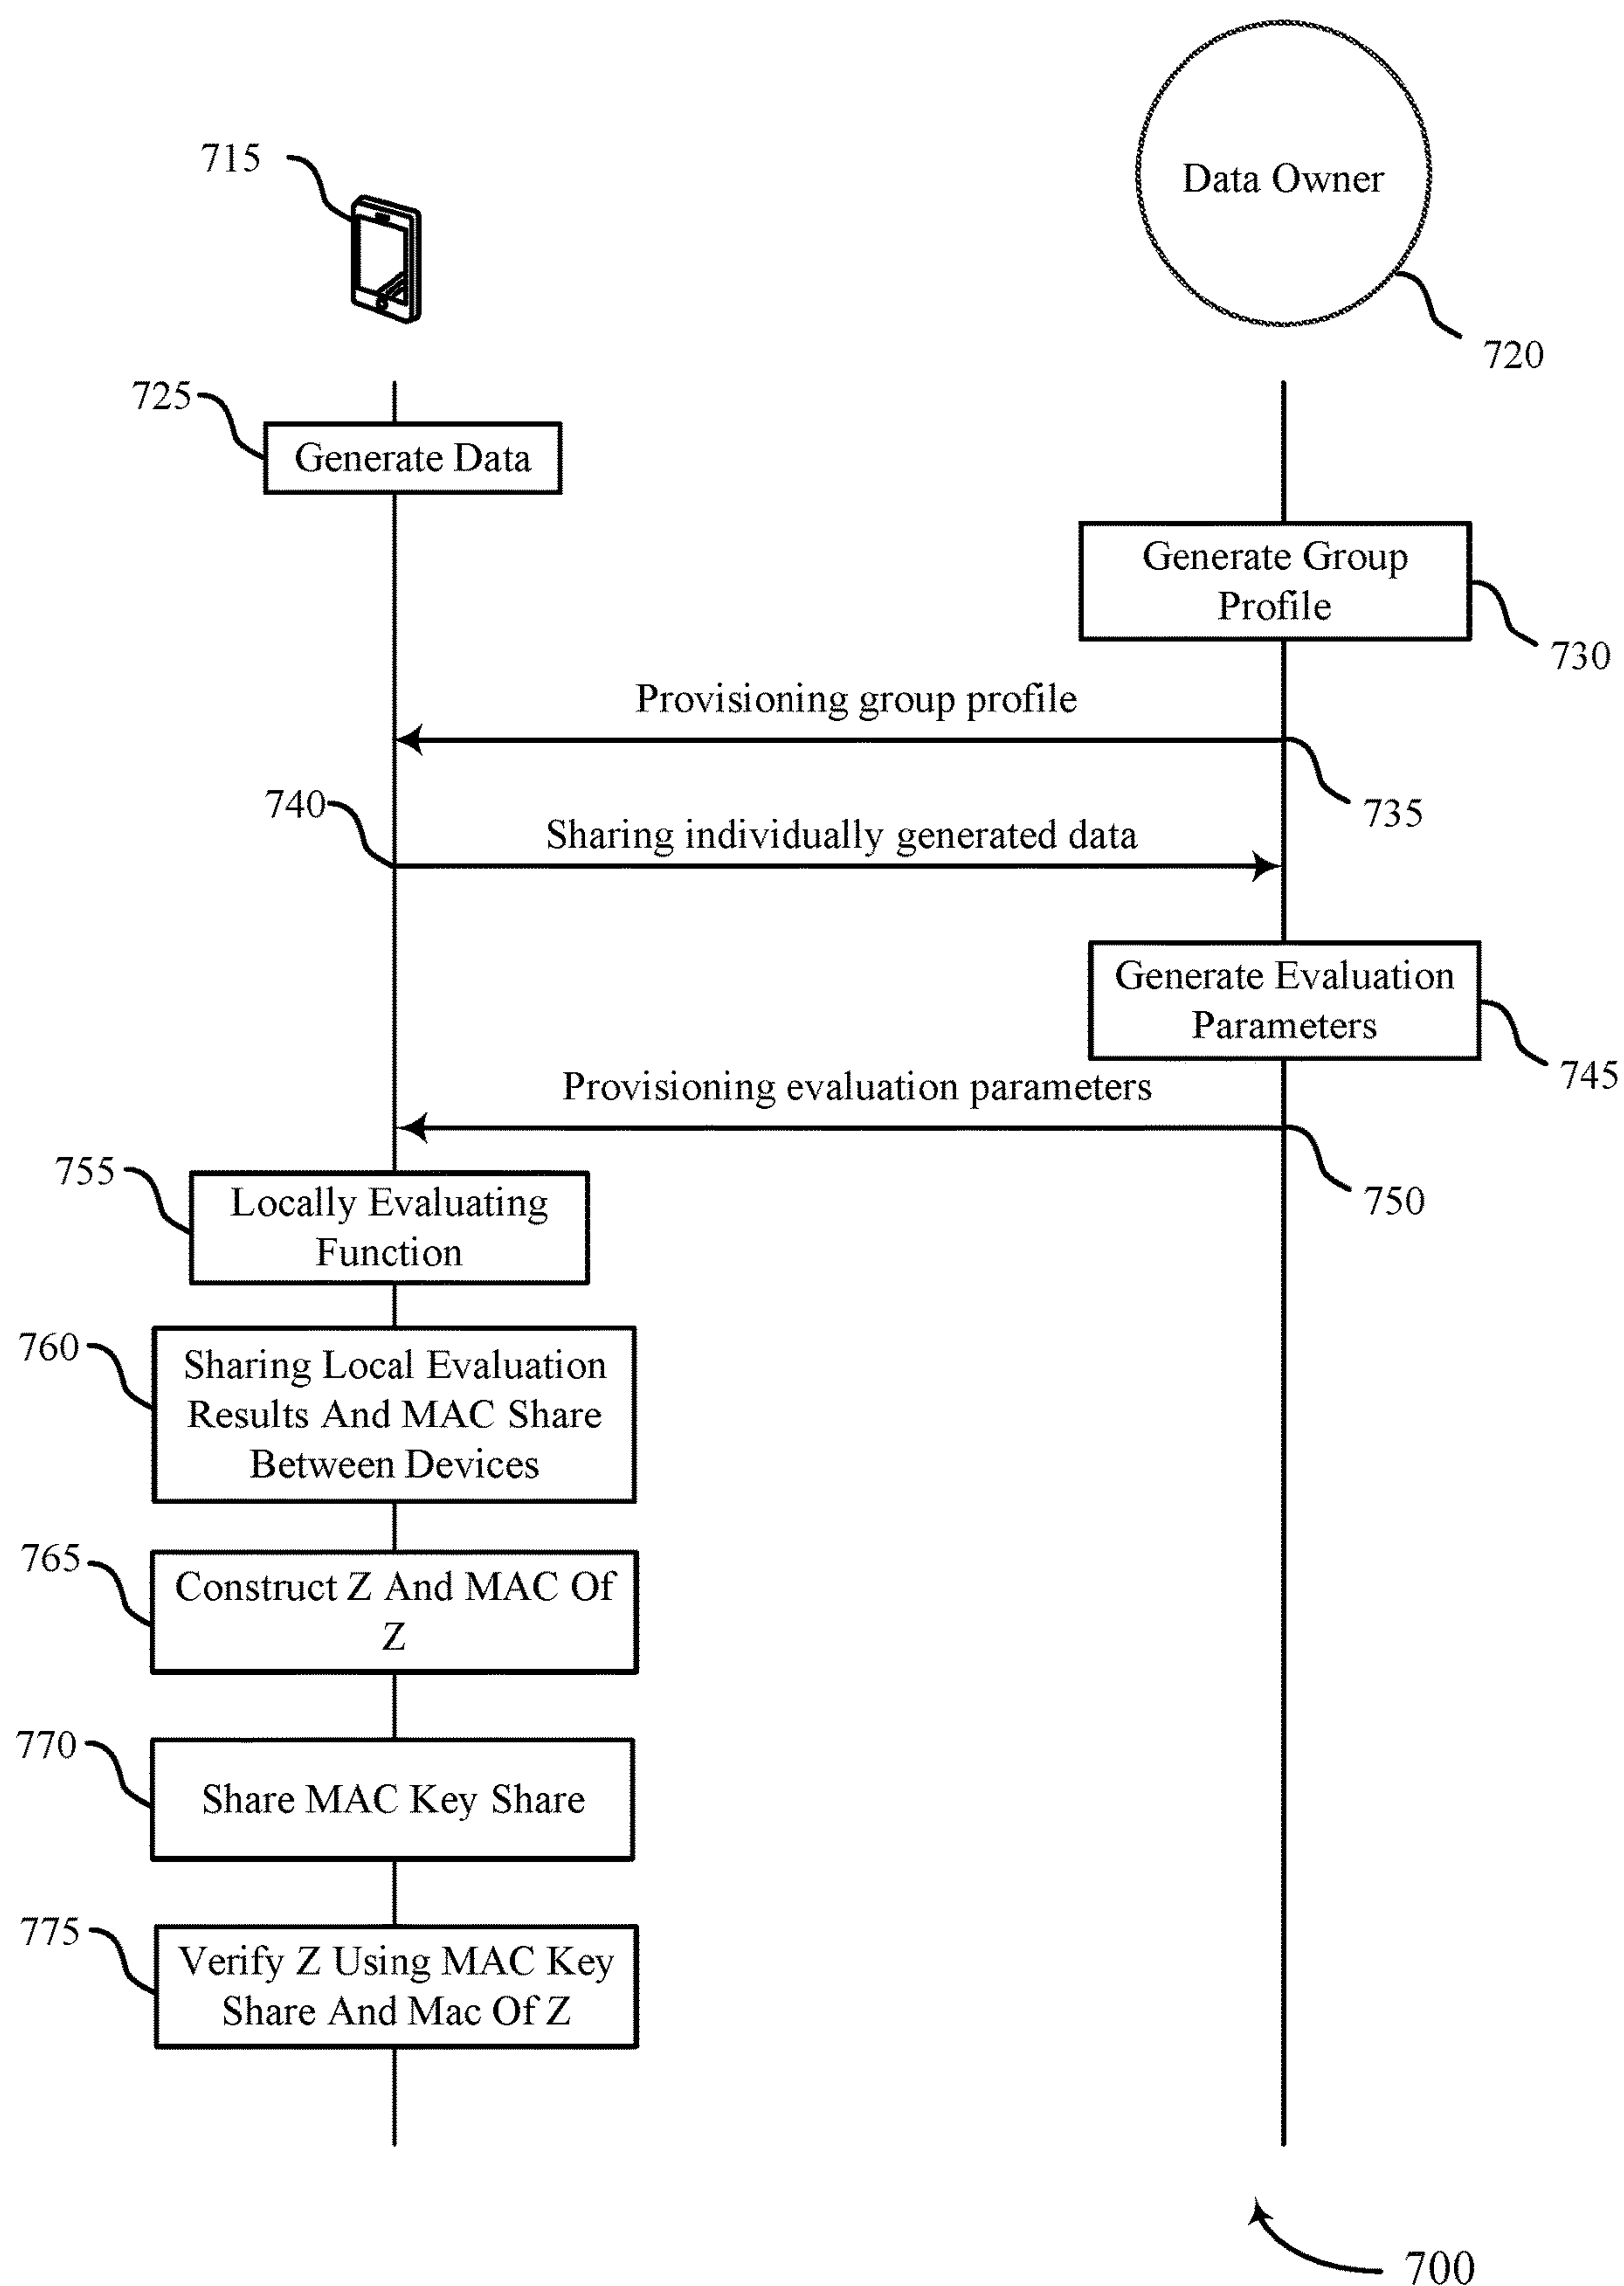 715
Data Owner
720
725
Generate Data
Generate Group
Profile
730
Provisioning group profile
735
740
Sharing individually generated data
Generate Evaluation
Parameters
745
Provisioning evaluation parameters
750
755
Locally Evaluating
Function
760
Sharing Local Evaluation
Results And MAC Share
Between Devices
765
Construct Z And MAC Of
Z
770
Share MAC Key Share
775
Verify Z Using MAC Key
Share And Mac Of Z
700